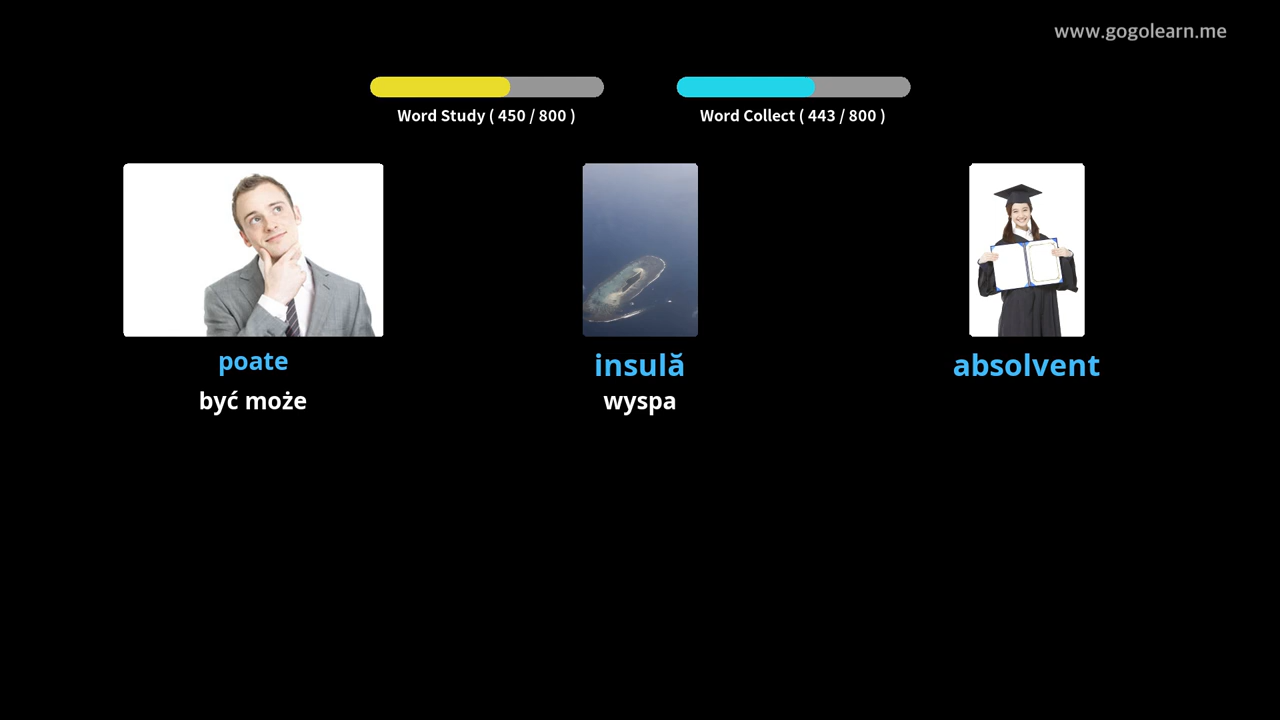 www.gogolearn.me
Word Study ( 450 / 800 )
Word Collect ( 443 / 800 )
poate
być może
insulă
wyspa
absolvent